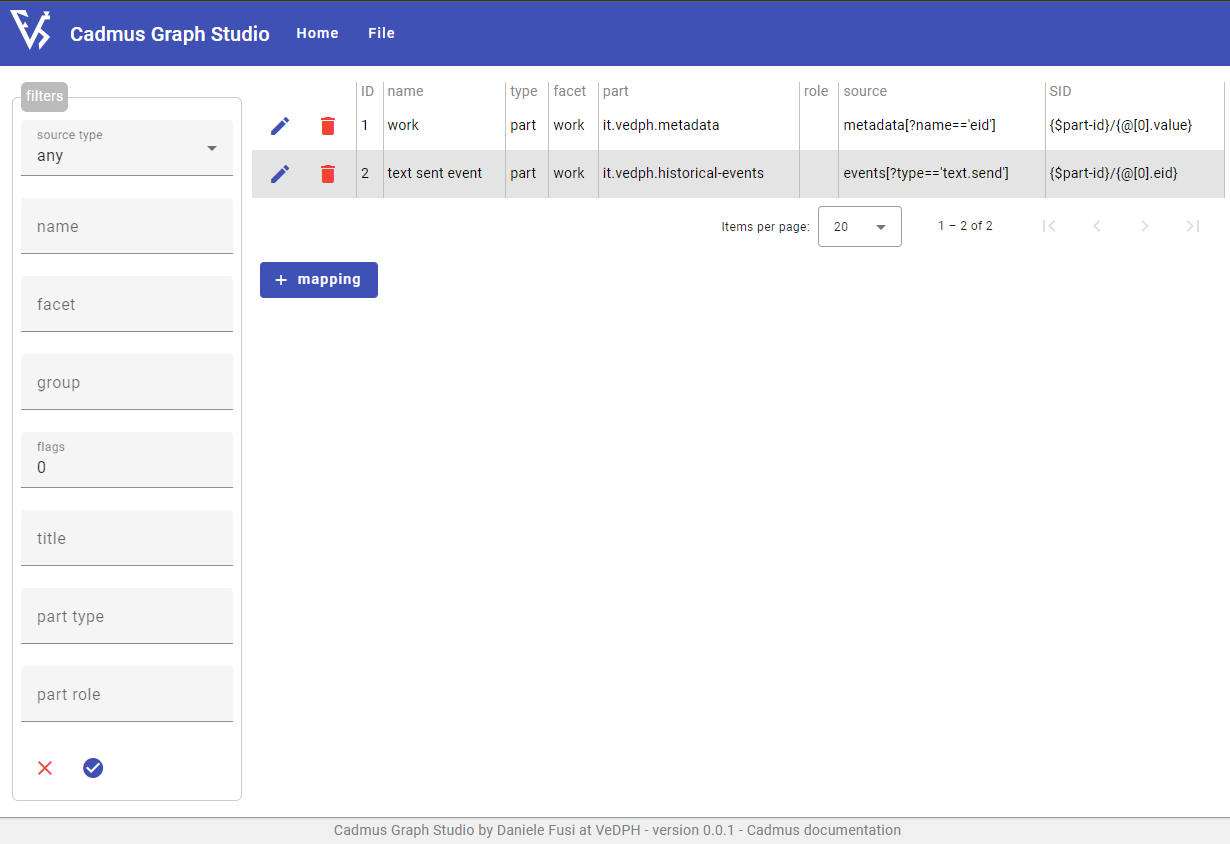 Cadmus Graph Studio Home File
filters
source type
any
name
facet
group
flags
0
title
part type
part role
ID name type facet part role source SID
1 work part work it.vedph.metadata metadata[?name=='eid'] {$part-id}/{@[0].value}
2 text sent event part work it.vedph.historical-events events[?type=='text.send'] {$part-id}/{@[0].eid}
Items per page: 20 1 – 2 of 2
+ mapping
Cadmus Graph Studio by Daniele Fusi at VeDPH - version 0.0.1 - Cadmus documentation